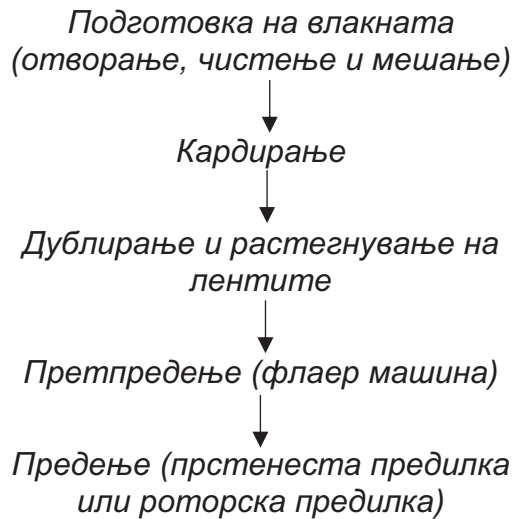 Подготовка на влакната
(отворање, чистење и мешање)
Кардирање
Дублирање и растегнување на
лентите
Претпредење (флаер машина)
Предење (прстенеста предилка
или роторска предилка)